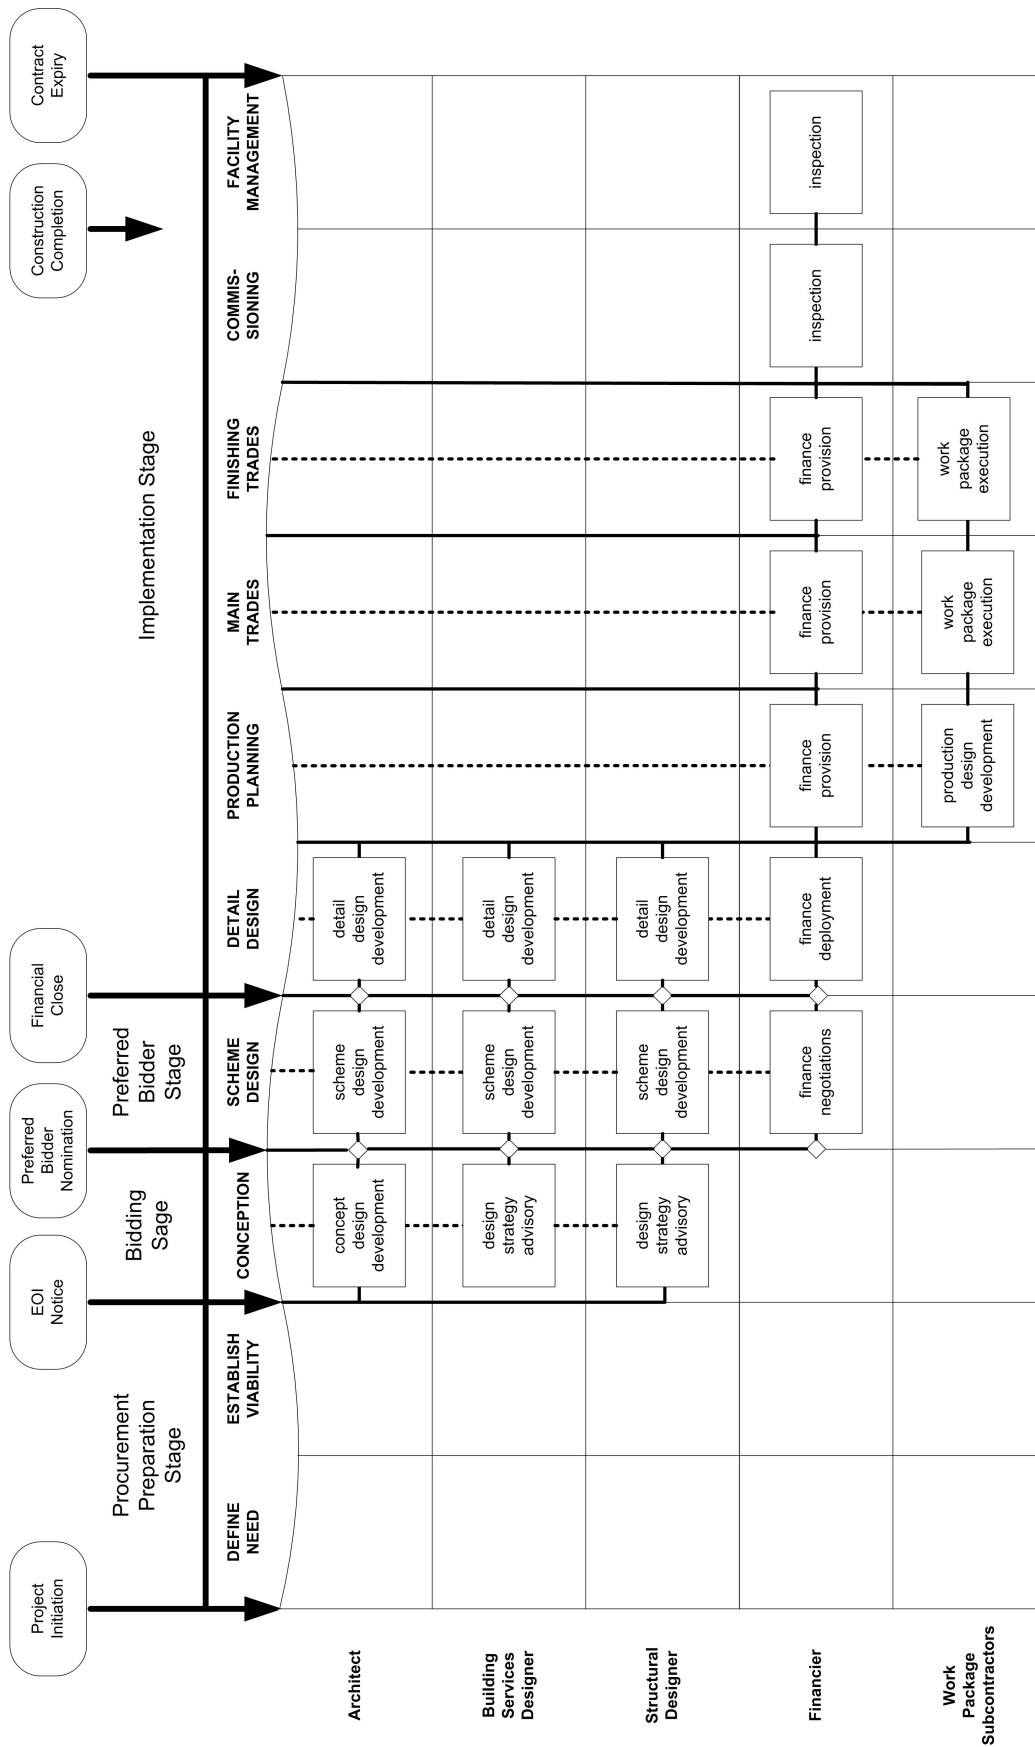 Project
Initiation
EOI
Notice
Preferred
Bidder
Nomination
Financial
Close
Construction
Completion
Contract
Expiry
Procurement
Preparation
Stage
Bidding
Sage
Preferred
Bidder
Stage
Implementation Stage
DEFINE
NEED
ESTABLISH
VIABILITY
CONCEPTION
SCHEME
DESIGN
DETAIL
DESIGN
PRODUCTION
PLANNING
MAIN
TRADES
FINISHING
TRADES
COMMIS-
SIONING
FACILITY
MANAGEMENT
Architect
concept
design
development
scheme
design
development
detail
design
development
Building
Services
Designer
design
strategy
advisory
scheme
design
development
detail
design
development
Structural
Designer
design
strategy
advisory
scheme
design
development
detail
design
development
Financier
finance
negotiations
finance
deployment
finance
provision
finance
provision
finance
provision
inspection
inspection
Work
Package
Subcontractors
production
design
development
work
package
execution
work
package
execution